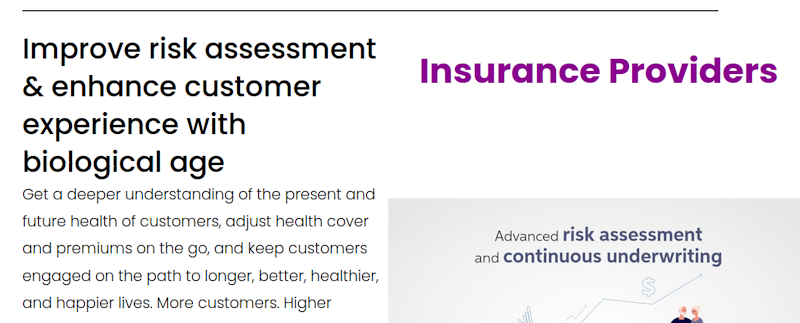 Improve risk assessment
& enhance customer
experience with
biological age
Get a deeper understanding of the present and
future health of customers, adjust health cover
and premiums on the go, and keep customers
engaged on the path to longer, better, healthier,
and happier lives. More customers. Higher
Insurance Providers
Advanced risk assessment
and continuous underwriting
$